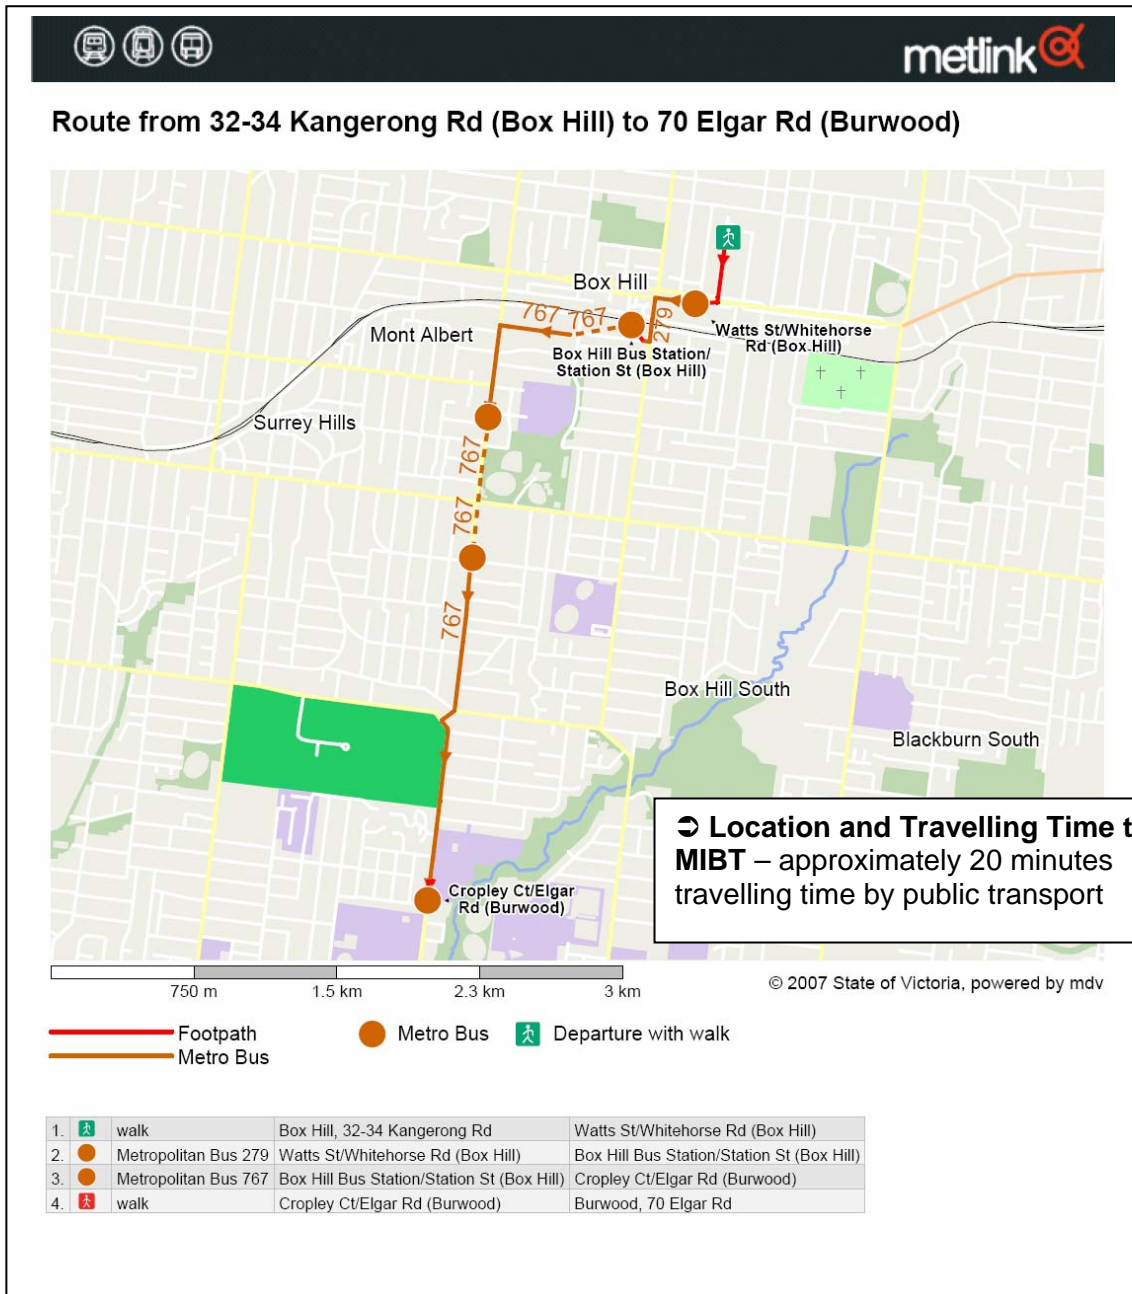 metlink
Route from 32-34 Kangerong Rd (Box Hill) to 70 Elgar Rd (Burwood)
Box Hill
767
767
279
Watts St/Whitehorse
Rd (Box Hill)
Mont Albert
Box Hill Bus Station/
Station St (Box Hill)
Surrey Hills
767
767
767
Box Hill South
Blackburn South
➲ Location and Travelling Time t
MIBT – approximately 20 minutes
travelling time by public transport
Cropley Ct/Elgar
Rd (Burwood)
750 m 1.5 km 2.3 km 3 km
© 2007 State of Victoria, powered by mdv
Footpath Metro Bus Departure with walk
Metro Bus
1. walk Box Hill, 32-34 Kangerong Rd Watts St/Whitehorse Rd (Box Hill)
2. Metropolitan Bus 279 Watts St/Whitehorse Rd (Box Hill) Box Hill Bus Station/Station St (Box Hill)
3. Metropolitan Bus 767 Box Hill Bus Station/Station St (Box Hill) Cropley Ct/Elgar Rd (Burwood)
4. walk Cropley Ct/Elgar Rd (Burwood) Burwood, 70 Elgar Rd